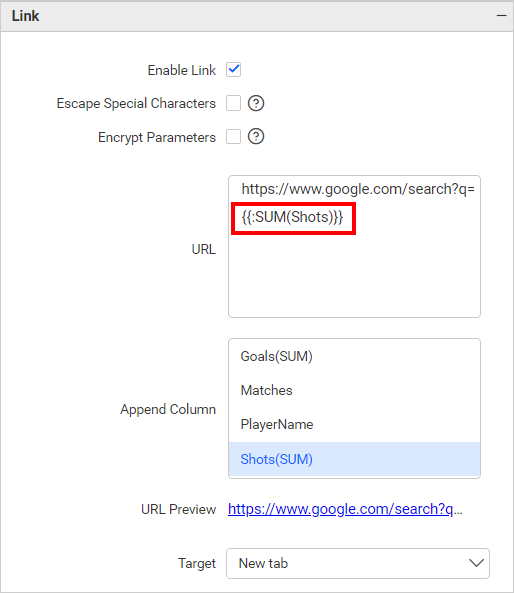 Link
Enable Link
Escape Special Characters
Encrypt Parameters
URL
https://www.google.com/search?q=
{{:SUM(Shots)}}
Append Column
Goals(SUM)
Matches
PlayerName
Shots(SUM)
URL Preview
https://www.google.com/search?q...
Target
New tab